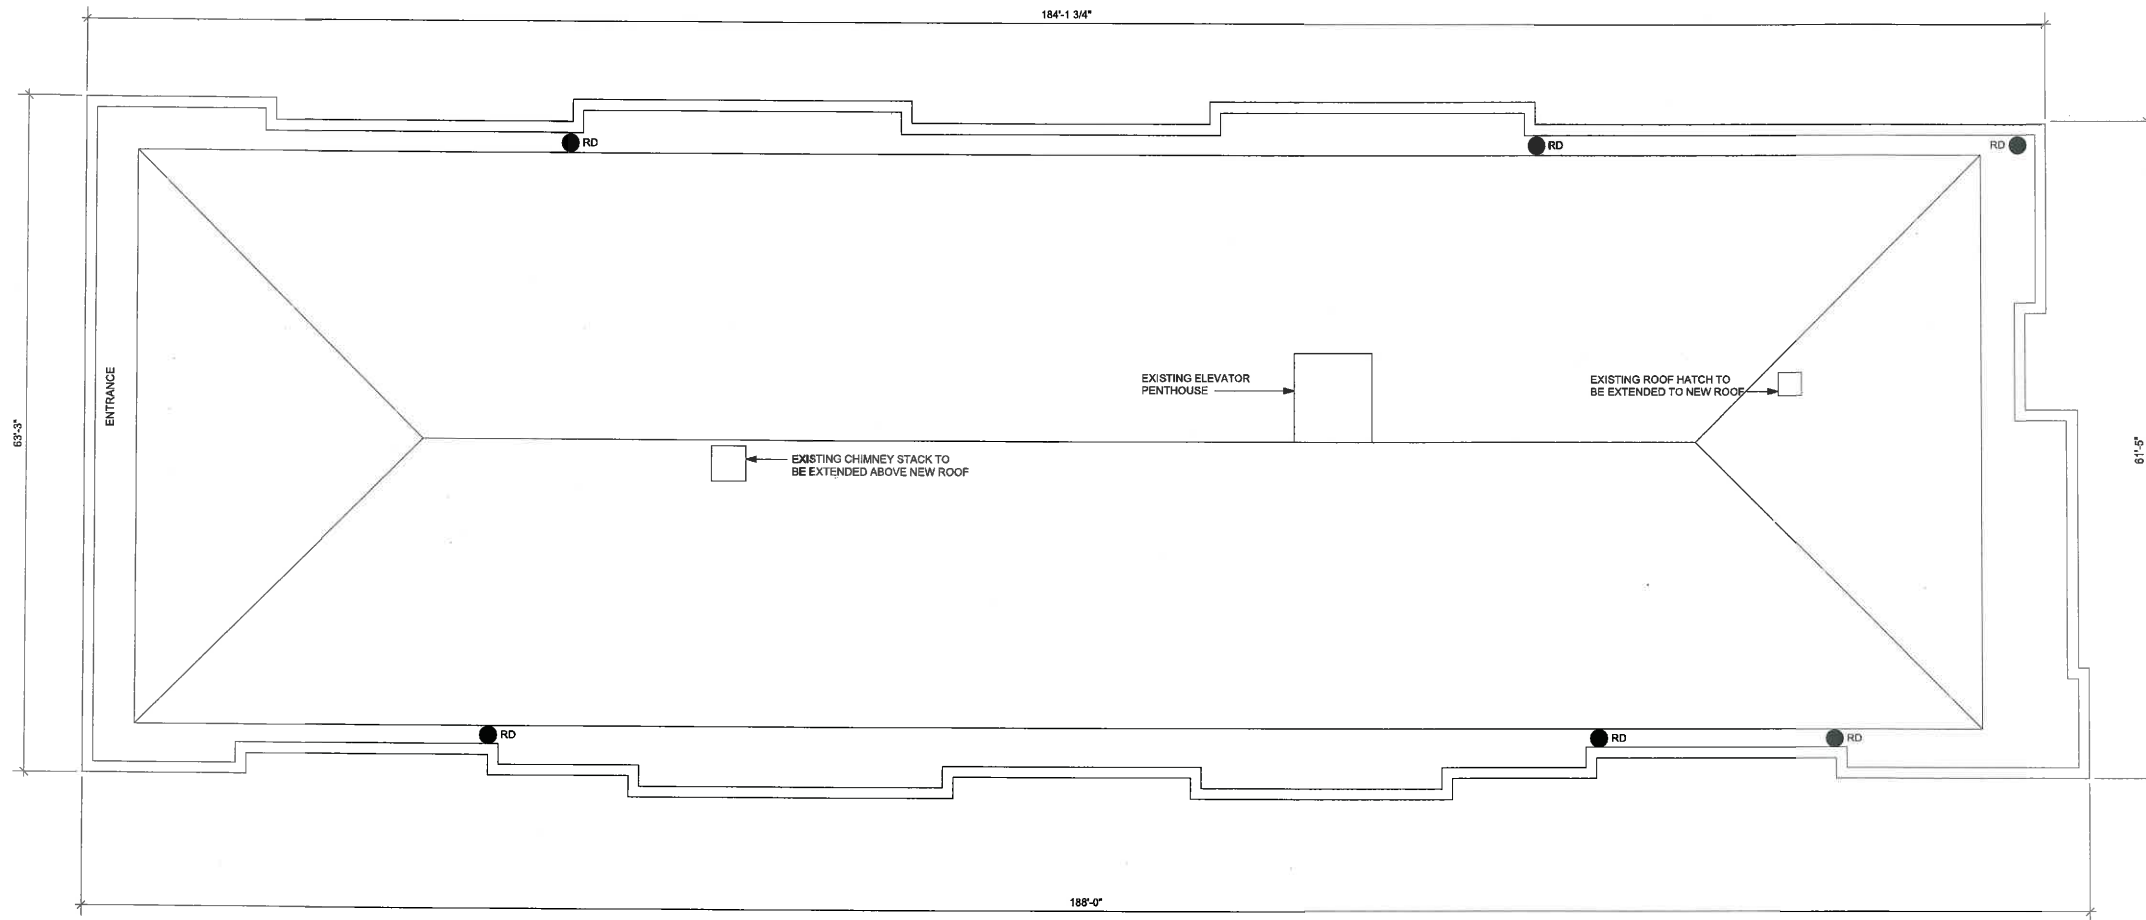 184'-1 3/4"
RD
RD
RD
ENTRANCE
63'-3"
EXISTING ELEVATOR
PENTHOUSE
EXISTING ROOF HATCH TO
BE EXTENDED TO NEW ROOF
61'-5"
EXISTING CHIMNEY STACK TO
BE EXTENDED ABOVE NEW ROOF
RD
RD
RD
188'-0"